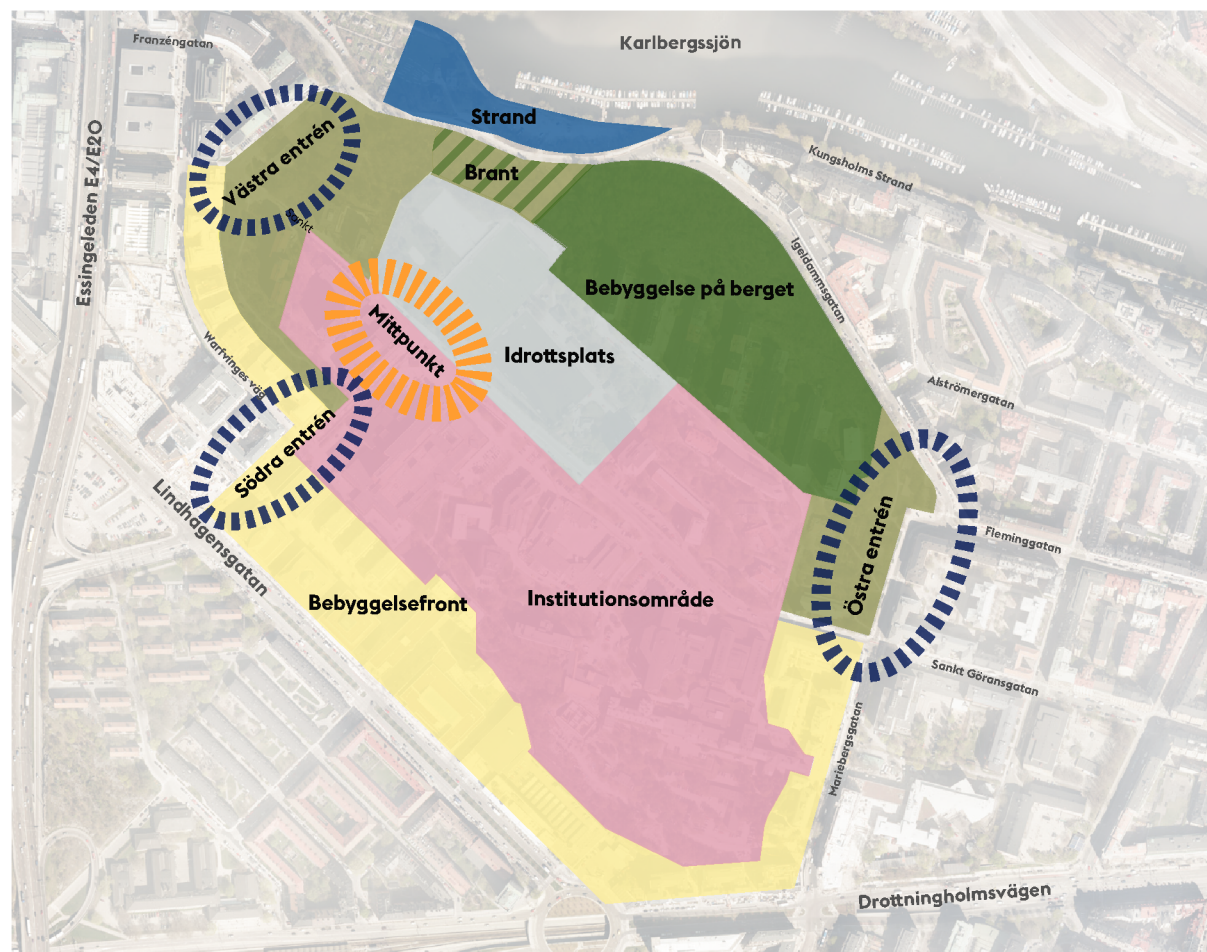 Franzéngatan
Karlbergssjön
Strand
Västra entrén
Brant
Kungsholms Strand
Sankt
Essingeleden E4/E20
Igeldammsgatan
Bebyggelse på berget
Mittpunkt
Idrottsplats
Warfvinges väg
Alströmergatan
Södra entrén
Lindhagensgatan
Östra entrén
Fleminggatan
Bebyggelsefront
Institutionsområde
Sankt Göransgatan
Mariebergsgatan
Drottningholmsvägen